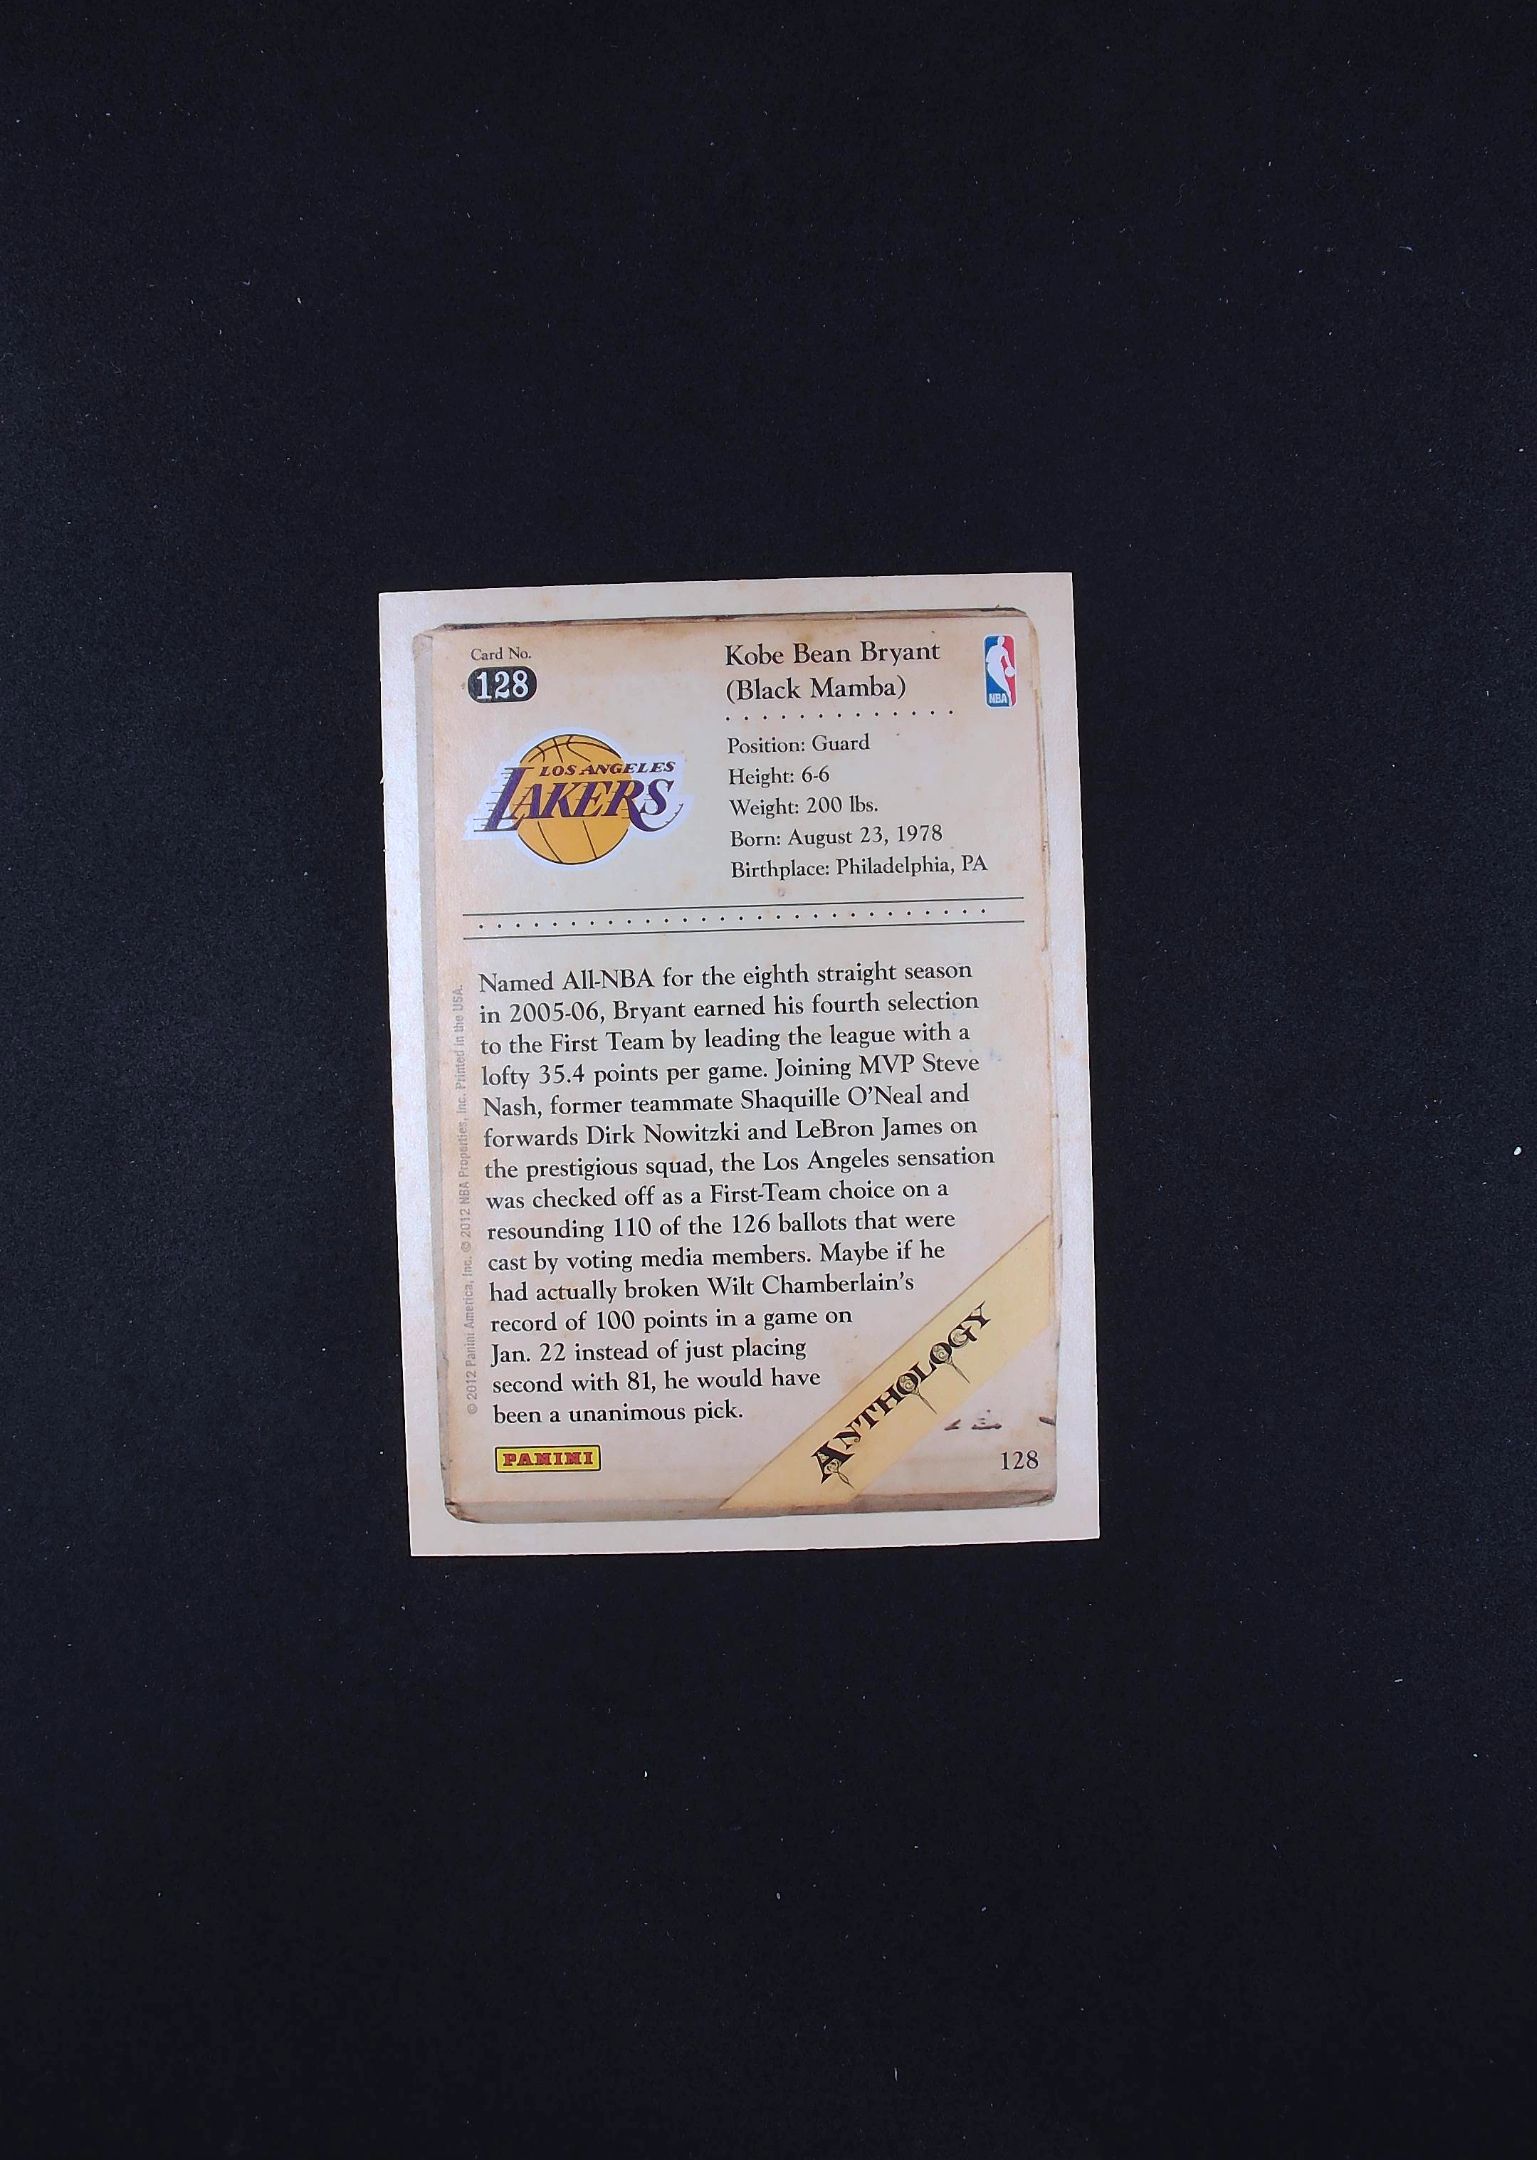 Card No.
128
Kobe Bean Bryant
(Black Mamba)
NBA
LOS ANGELES
LAKERS
Position: Guard
Height: 6-6
Weight: 200 lbs.
Born: August 23, 1978
Birthplace: Philadelphia, PA
Named All-NBA for the eighth straight season
in 2005-06, Bryant earned his fourth selection
to the First Team by leading the league with a
lofty 35.4 points per game. Joining MVP Steve
Nash, former teammate Shaquille O'Neal and
forwards Dirk Nowitzki and LeBron James on
the prestigious squad, the Los Angeles sensation
was checked off as a First-Team choice on a
resounding 110 of the 126 ballots that were
cast by voting media members. Maybe if he
had actually broken Wilt Chamberlain's
record of 100 points in a game on
Jan. 22 instead of just placing
second with 81, he would have
been a unanimous pick.
© 2012 Panini America, Inc. © 2012 NBA Properties, Inc. Printed in the USA.
PANINI
ANTHOLOGY
128